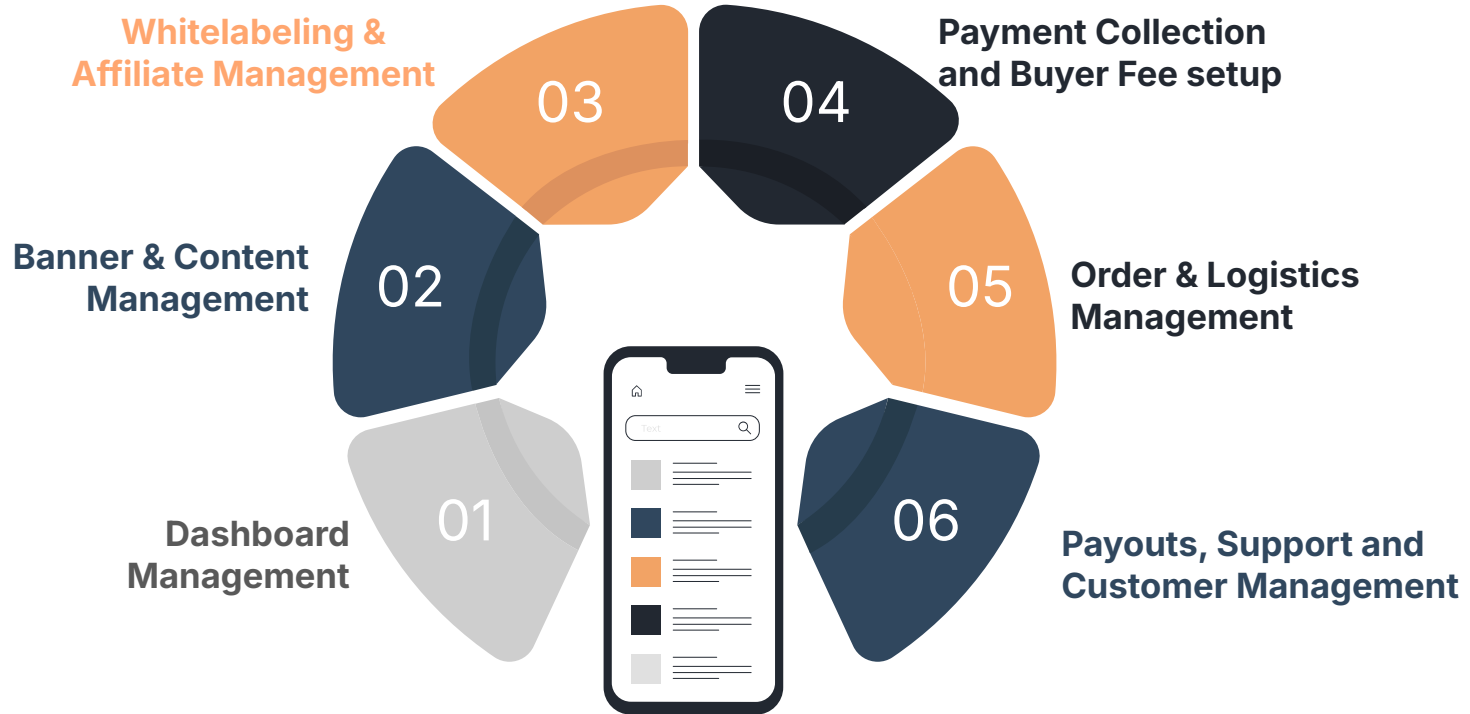 Whitelabeling &
Affiliate Management
03
04
Payment Collection
and Buyer Fee setup
Banner & Content
Management
02
05
Order & Logistics
Management
Text
Dashboard
Management
01
06
Payouts, Support and
Customer Management